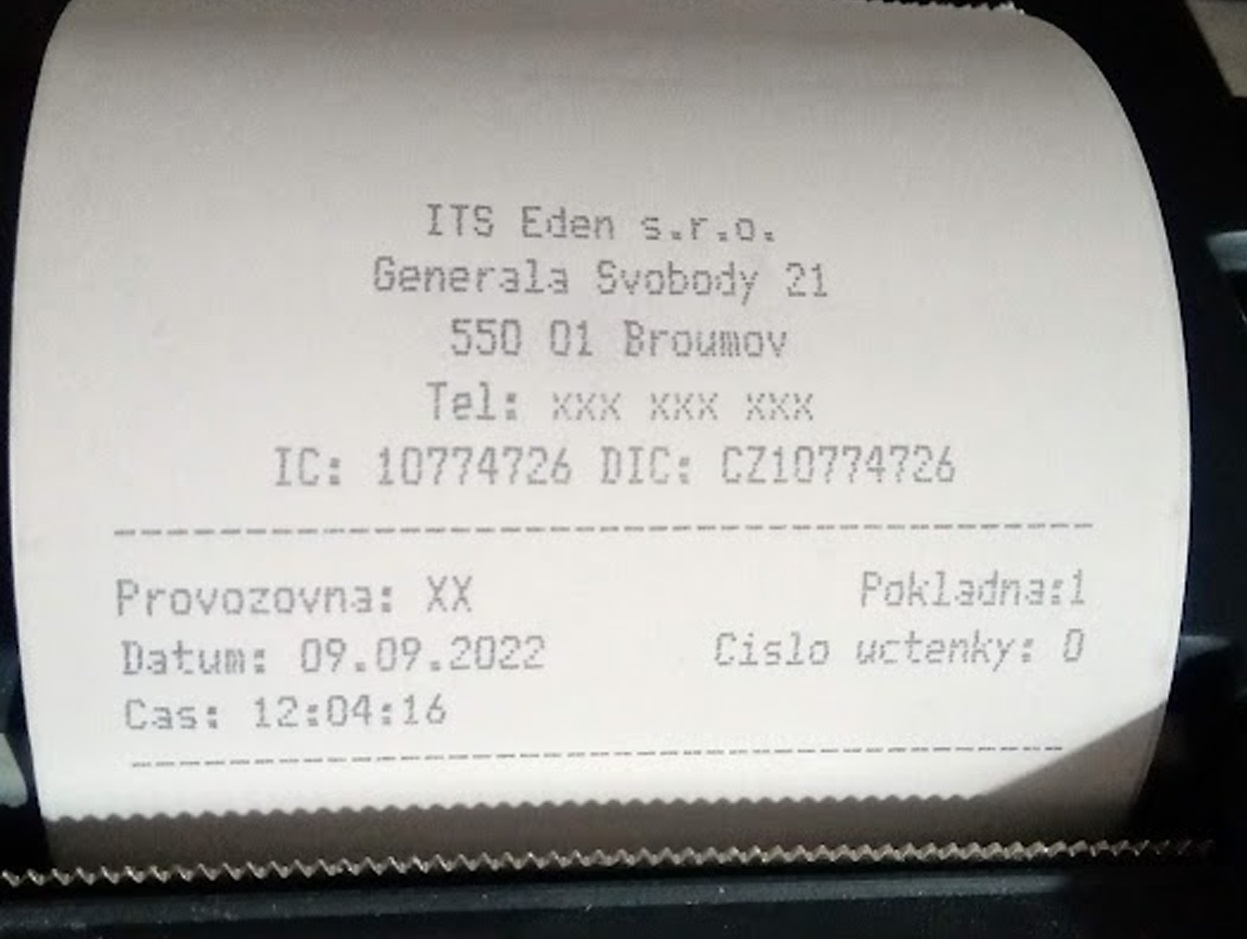 ITS Eden s.r.o.
Generala Svobody 21
550 01 Broumov
Tel: xxx xxx xxx
IC: 10774726 DIC: CZ10774726
Provozovna: XX Pokladna:1
Datum: 09.09.2022 Cislo uctenky: 0
Cas: 12:04:16